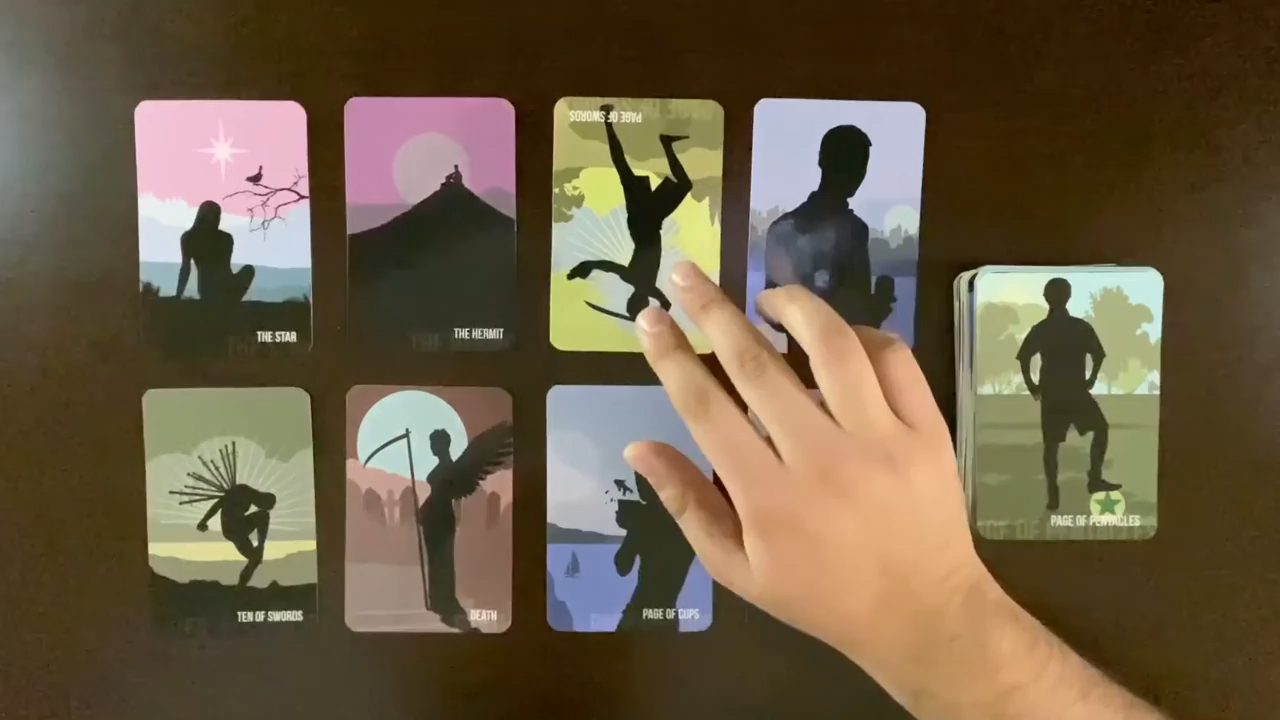 THE STAR
THE HERMIT
PAGE OF SWORDS
TEN OF SWORDS
DEATH
PAGE OF CUPS
PAGE OF PENTACLES